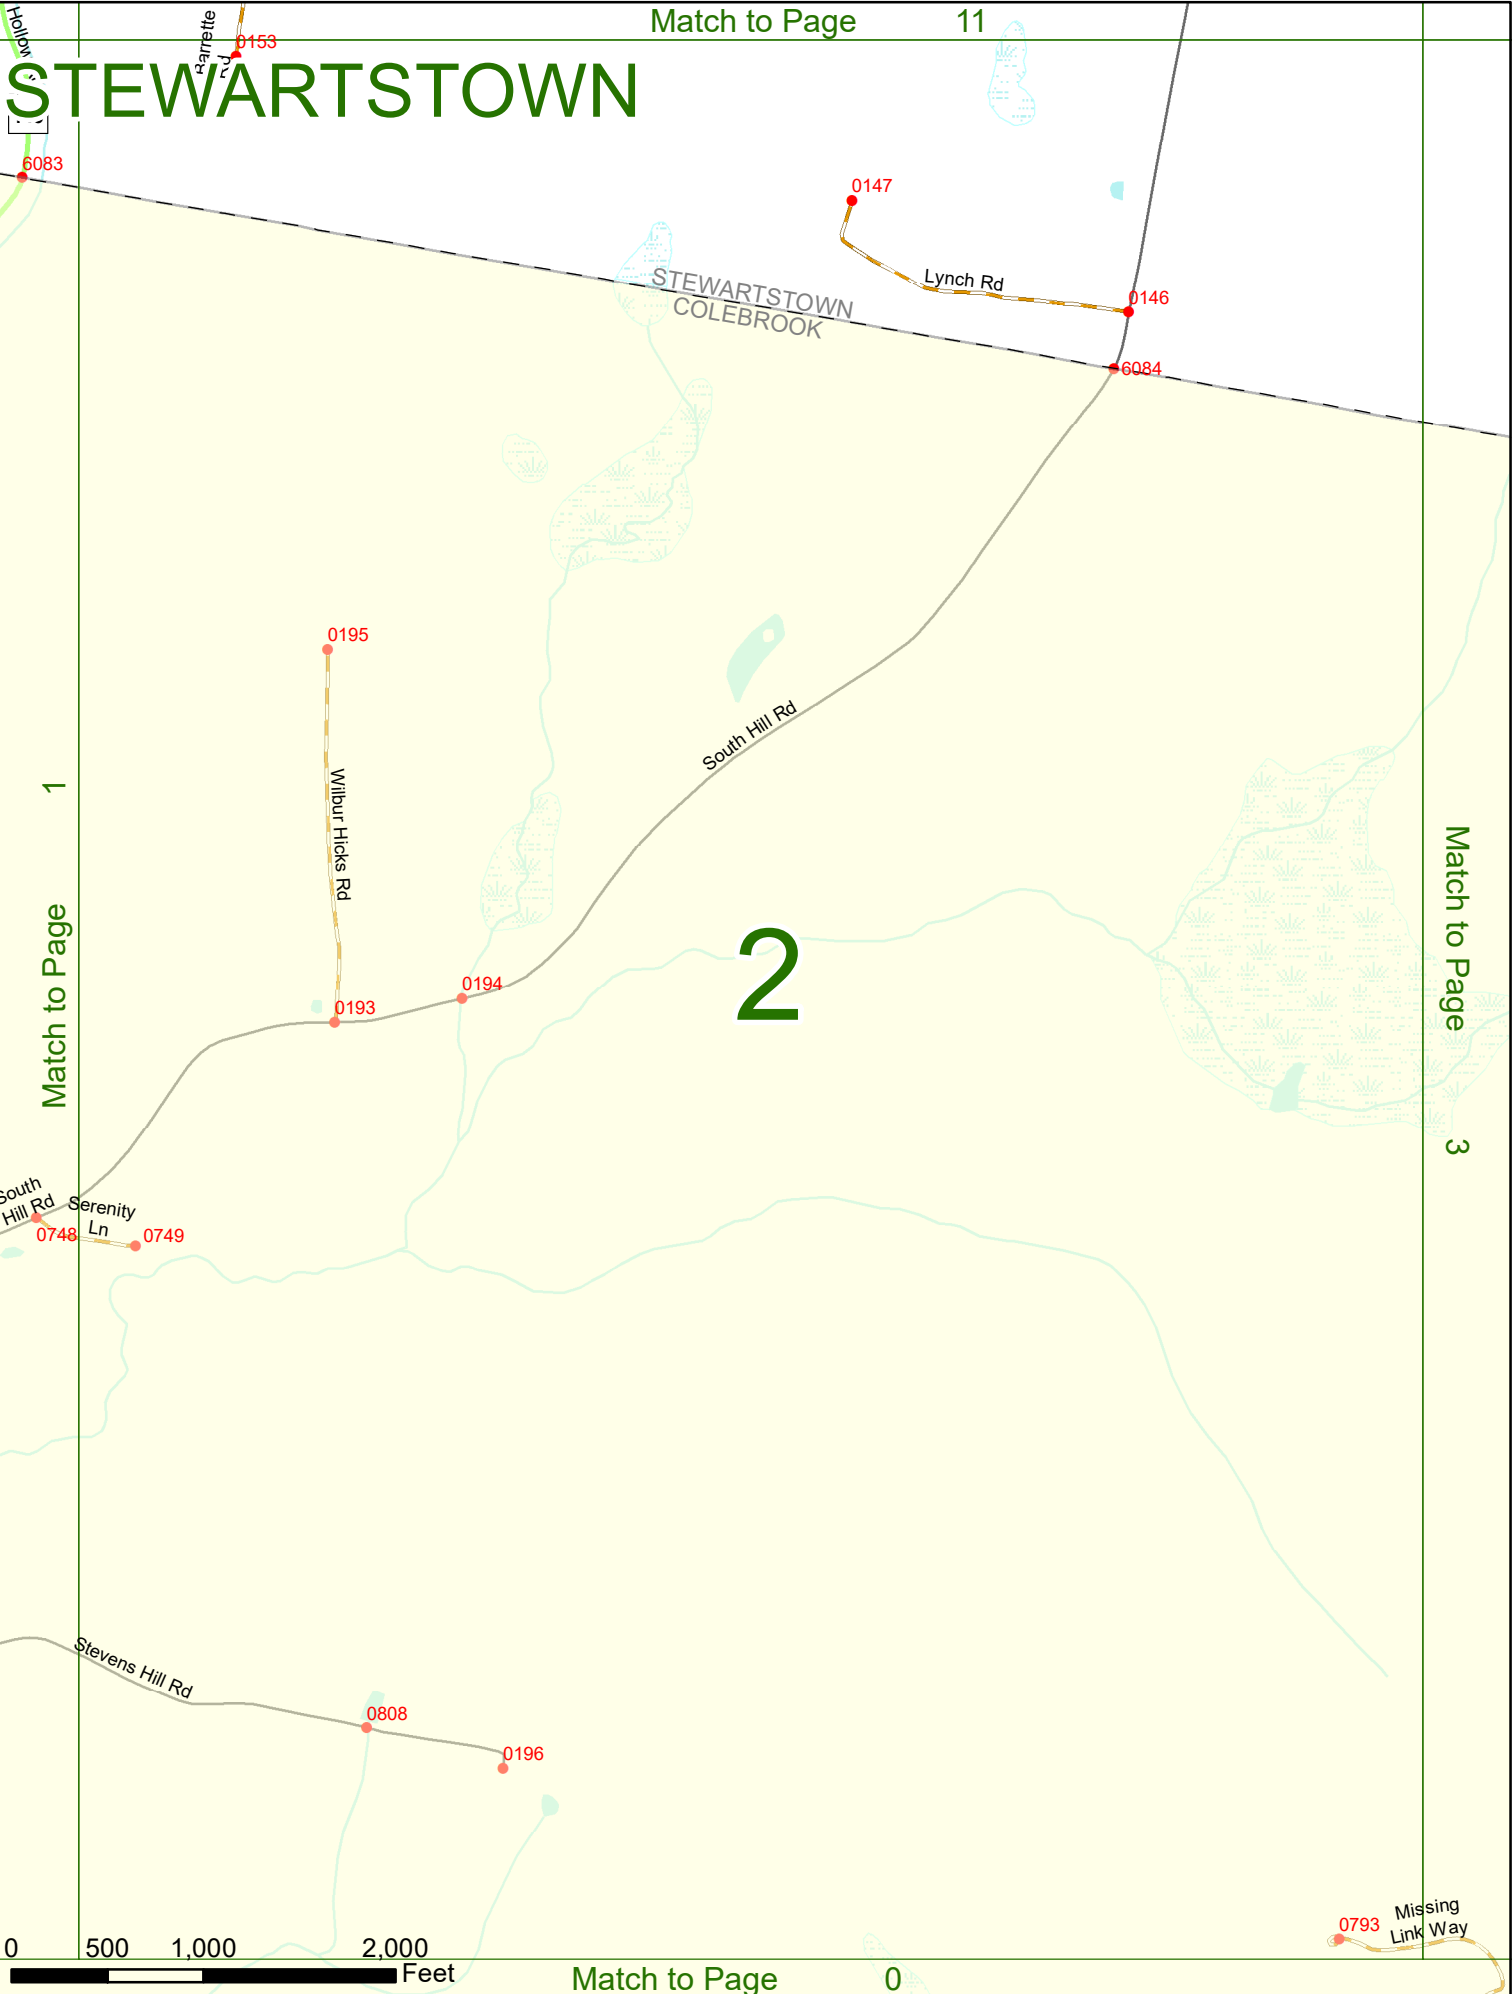 Match to Page 11
Hollow
Barrette
Rd
0153
STEWARTSTOWN
6083
0147
Lynch Rd
0146
STEWARTSTOWN
COLEBROOK
6084
0195
South Hill Rd
Wilbur Hicks Rd
Match to Page 1
Match to Page 3
2
0194
0193
South
Hill Rd
Serenity
Ln
0748
0749
Stevens Hill Rd
0808
0196
Missing
Link Way
0793
0 500 1,000 2,000
Feet
Match to Page 0